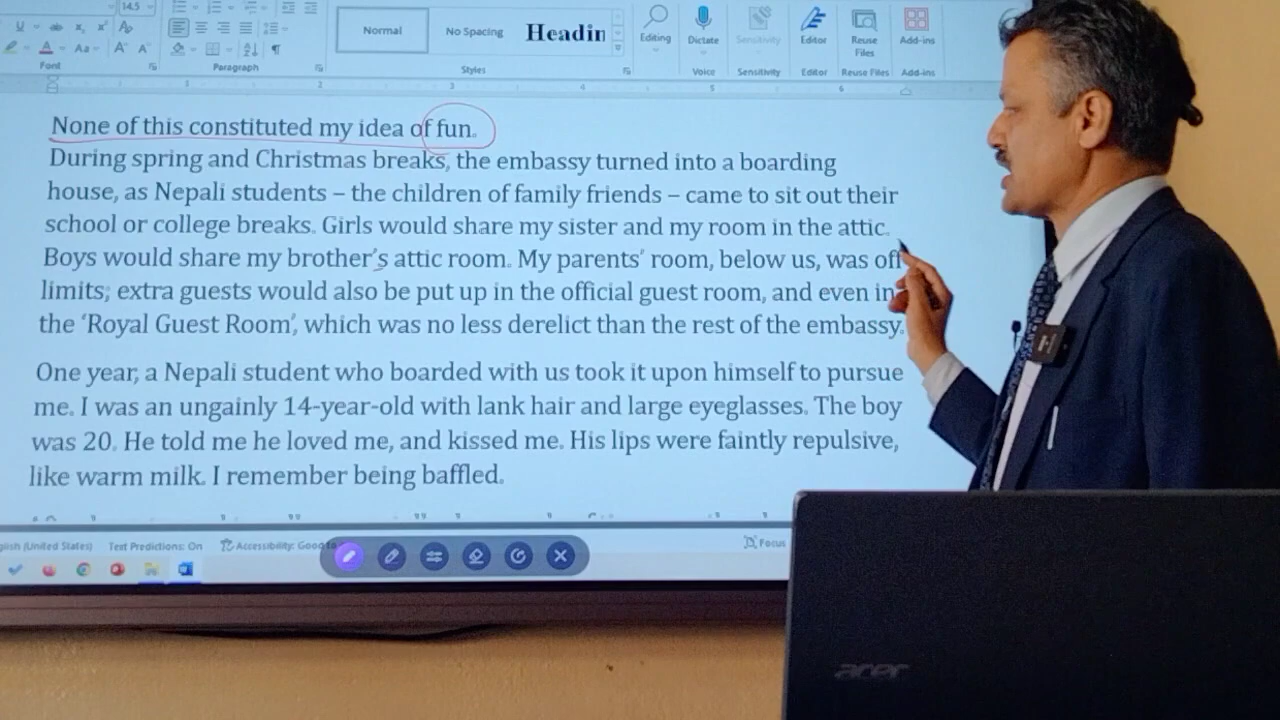 14.5
Normal
No Spacing
Headin
Editing
Dictate
Sensitivity
Editor
Reuse
Files
Add-ins
Font
Paragraph
Styles
Voice
Sensitivity
Editor
Reuse Files
Add-ins
None of this constituted my idea of fun.
During spring and Christmas breaks, the embassy turned into a boarding
house, as Nepali students – the children of family friends – came to sit out their
school or college breaks. Girls would share my sister and my room in the attic.
Boys would share my brother's attic room. My parents' room, below us, was off
limits; extra guests would also be put up in the official guest room, and even in
the 'Royal Guest Room', which was no less derelict than the rest of the embassy.
One year, a Nepali student who boarded with us took it upon himself to pursue
me. I was an ungainly 14-year-old with lank hair and large eyeglasses. The boy
was 20. He told me he loved me, and kissed me. His lips were faintly repulsive,
like warm milk. I remember being baffled.
(United States) Text Predictions: On Accessibility: Good
Focus
acer